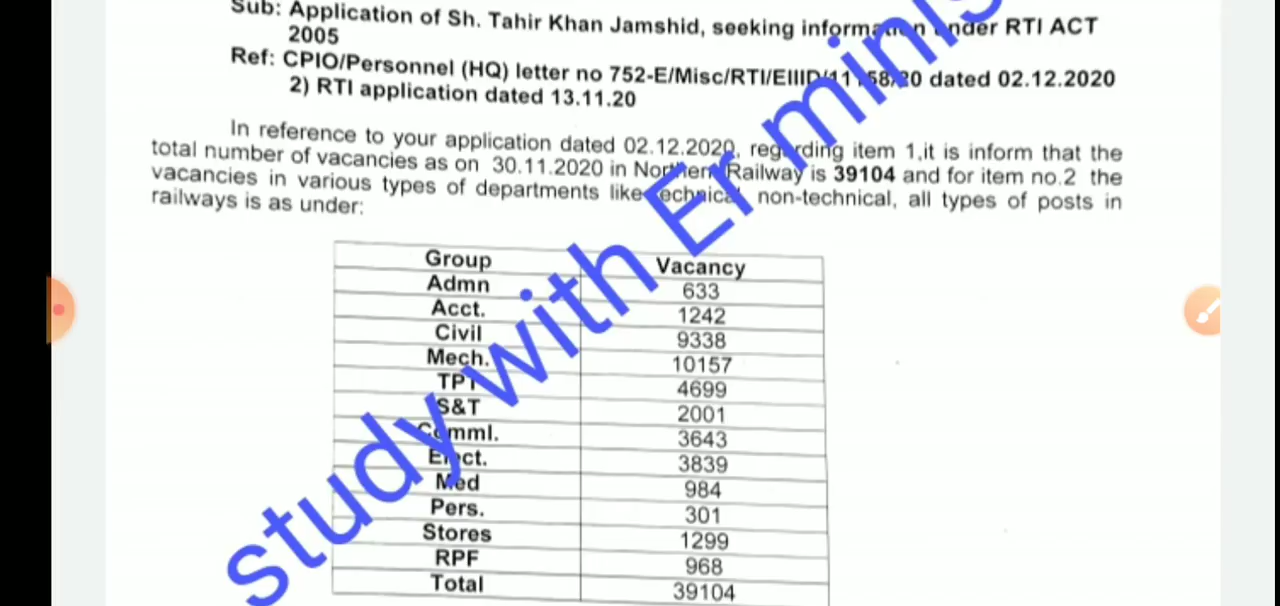 Sub: Application of Sh. Tahir Khan Jamshid, seeking information under RTI ACT
2005
Ref: CPIO/Personnel (HQ) letter no 752-E/Misc/RTI/EIIID/11158/20 dated 02.12.2020
2) RTI application dated 13.11.20
In reference to your application dated 02.12.2020, regarding item 1,it is inform that the
total number of vacancies as on 30.11.2020 in Northern Railway is 39104 and for item no.2 the
vacancies in various types of departments like technical, non-technical, all types of posts in
railways is as under:
Group Vacancy
Admn 633
Acct. 1242
Civil 9338
Mech. 10157
TPT 4699
S&T 2001
Comml. 3643
Elect. 3839
Med 984
Pers. 301
Stores 1299
RPF 968
Total 39104
study with Er minis